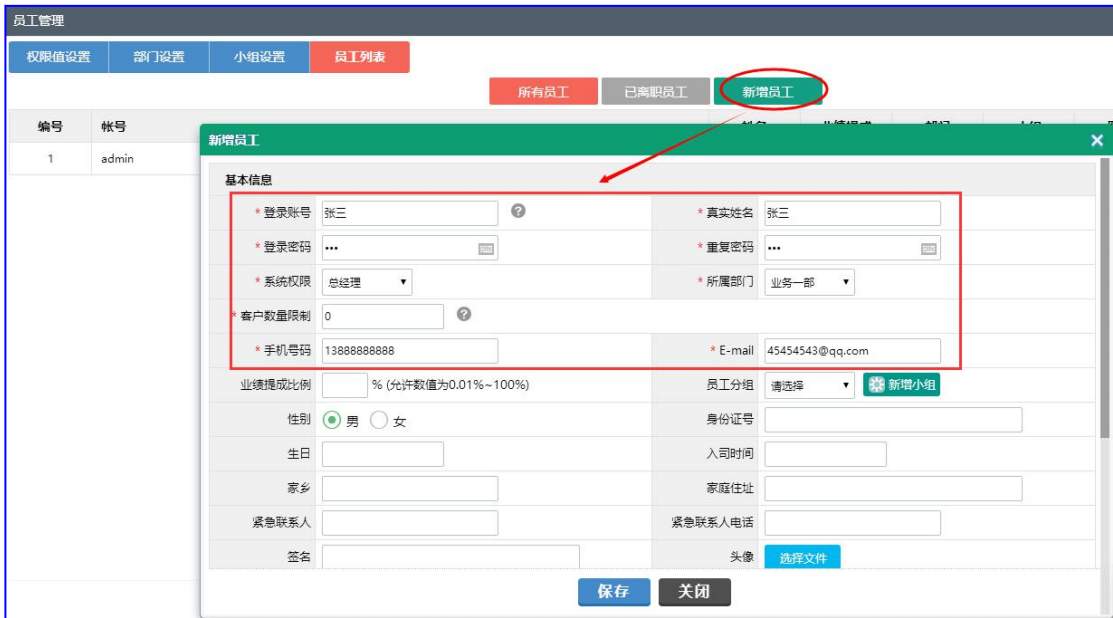 员工管理
权限值设置 部门设置 小组设置 员工列表
所有员工 已离职员工 新增员工
编号 帐号
1 admin
新增员工 ×
基本信息
* 登录账号 张三 ? * 真实姓名 张三
* 登录密码 ••• * 重复密码 •••
* 系统权限 总经理 * 所属部门 业务一部
* 客户数量限制 0 ?
* 手机号码 13888888888 * E-mail 45454543@qq.com
业绩提成比例 % (允许数值为0.01%~100%) 员工分组 请选择 新增小组
性别 男 女 身份证号
生日 入司时间
家乡 家庭住址
紧急联系人 紧急联系人电话
签名 头像 选择文件
保存 关闭